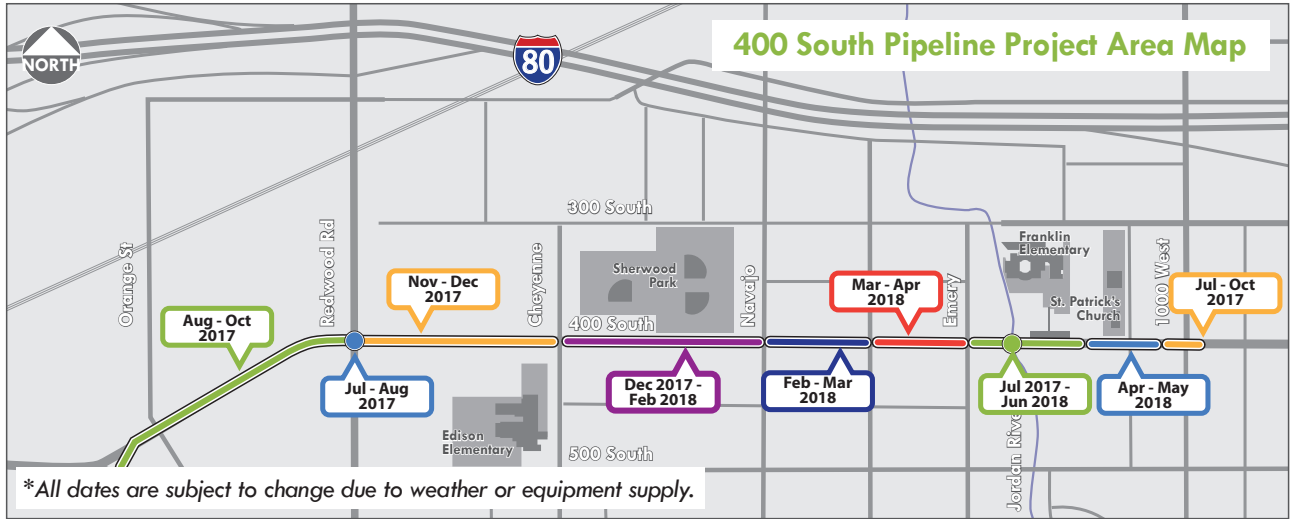 400 South Pipeline Project Area Map
NORTH
80
300 South
Orange St
Redwood Rd
Cheyenne
Sherwood
Park
Navajo
Emery
Franklin
Elementary
St. Patrick's
Church
1000 West
400 South
Aug - Oct
2017
Nov - Dec
2017
Mar - Apr
2018
Jul - Oct
2017
Jul - Aug
2017
Dec 2017 -
Feb 2018
Feb - Mar
2018
Jul 2017 -
Jun 2018
Apr - May
2018
Edison
Elementary
500 South
Jordan River
*All dates are subject to change due to weather or equipment supply.